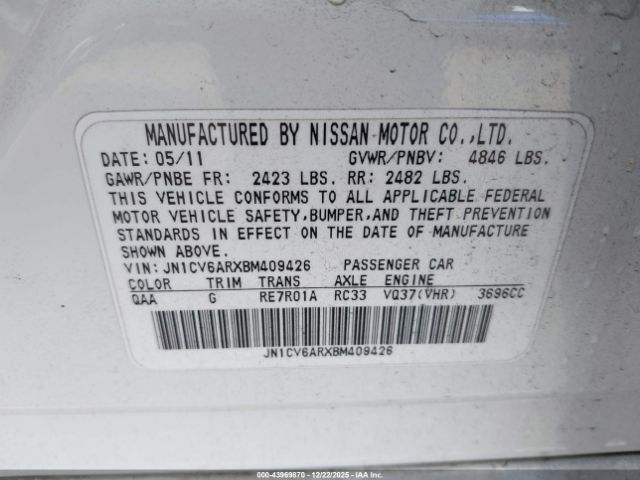 MANUFACTURED BY NISSAN MOTOR CO.,LTD.
DATE: 05/11 GVWR/PNBV: 4846 LBS.
GAWR/PNBE FR: 2423 LBS. RR: 2482 LBS.
THIS VEHICLE CONFORMS TO ALL APPLICABLE FEDERAL
MOTOR VEHICLE SAFETY,BUMPER,AND THEFT PREVENTION
STANDARDS IN EFFECT ON THE DATE OF MANUFACTURE
SHOWN ABOVE.
VIN: JN1CV6ARXBM409426 PASSENGER CAR
COLOR TRIM TRANS AXLE ENGINE
QAA G RE7R01A RC33 VQ37(VHR) 3696CC
JN1CV6ARXBM409426
000-43969870 - 12/22/2025 - IAAI.COM